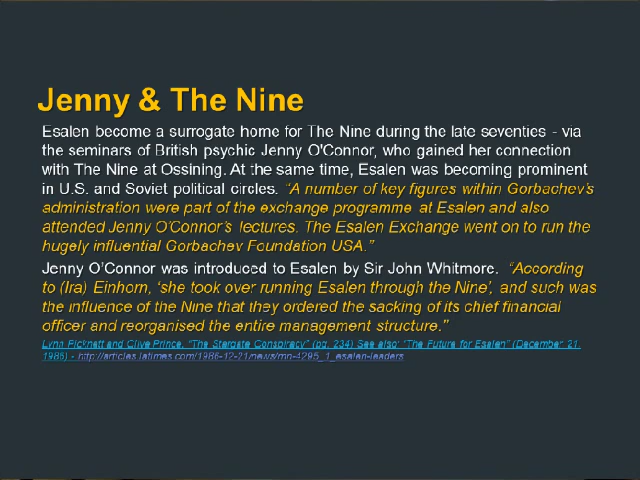 Jenny & The Nine
Esalen become a surrogate home for The Nine during the late seventies - via
the seminars of British psychic Jenny O'Connor, who gained her connection
with The Nine at Ossining. At the same time, Esalen was becoming prominent
in U.S. and Soviet political circles. “A number of key figures within Gorbachev's
administration were part of the exchange programme at Esalen and also
attended Jenny O'Connor's lectures. The Esalen Exchange went on to run the
hugely influential Gorbachev Foundation USA.”
Jenny O'Connor was introduced to Esalen by Sir John Whitmore. “According
to (Ira) Einhorn, ‘she took over running Esalen through the Nine’, and such was
the influence of the Nine that they ordered the sacking of its chief financial
officer and reorganised the entire management structure.”
Lynn Picknett and Clive Prince, “The Stargate Conspiracy” (pg. 234) See also: “The Future for Esalen” (December 21,
1986) - http://articles.latimes.com/1986-12-21/news/mn-4295_1_esalen-leaders